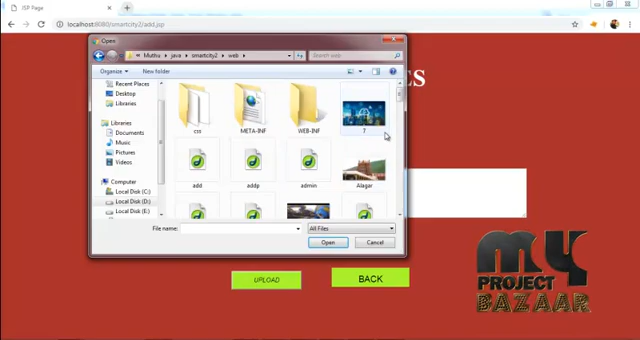 JSP Page
localhost:8080/smartcity2/add.jsp
Open
Muthu
java
smartcity2
web
Search web
Organize
New folder
Recent Places
Desktop
Libraries
Libraries
Documents
Music
Pictures
Videos
Computer
Local Disk (C:)
Local Disk (D:)
Local Disk (E:)
css
META-INF
WEB-INF
7
add
addp
admin
Alagar
File name:
All Files
Open
Cancel
ES
UPLOAD
BACK
MY
PROJECT
BAZAAR